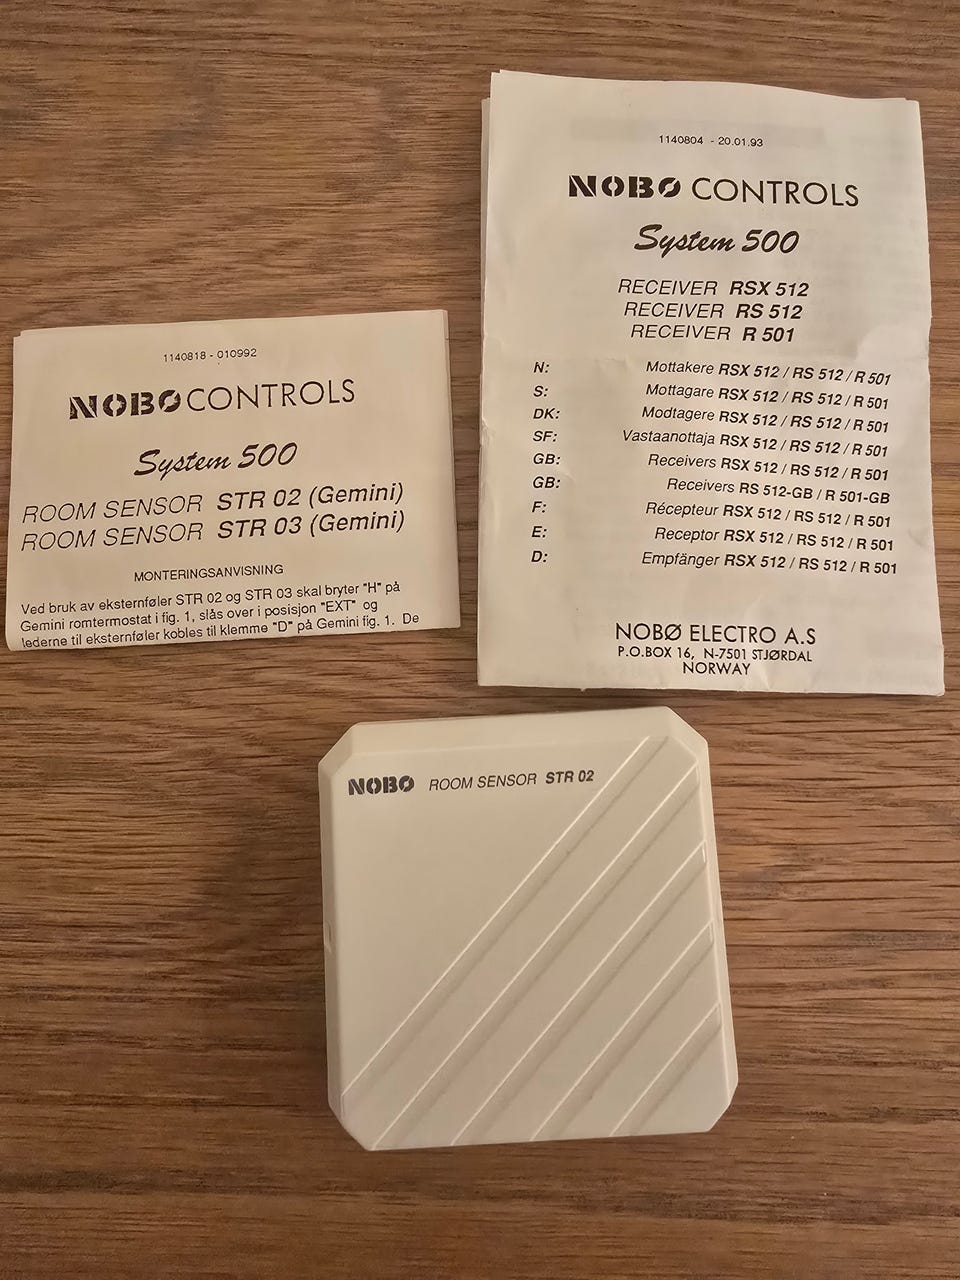 1140818 - 010992
NOBØ CONTROLS
System 500
ROOM SENSOR STR 02 (Gemini)
ROOM SENSOR STR 03 (Gemini)
MONTERINGSANVISNING
Ved bruk av eksternføler STR 02 og STR 03 skal bryter "H" på
Gemini romtermostat i fig. 1, slås over i posisjon "EXT" og
lederne til eksternføler kobles til klemme "D" på Gemini fig. 1. De
1140804 - 20.01.93
NOBØ CONTROLS
System 500
RECEIVER RSX 512
RECEIVER RS 512
RECEIVER R 501
N: Mottakere RSX 512 / RS 512 / R 501
S: Mottagare RSX 512 / RS 512 / R 501
DK: Modtagere RSX 512 / RS 512 / R 501
SF: Vastaanottaja RSX 512 / RS 512 / R 501
GB: Receivers RSX 512 / RS 512 / R 501
GB: Receivers RS 512-GB / R 501-GB
F: Récepteur RSX 512 / RS 512 / R 501
E: Receptor RSX 512 / RS 512 / R 501
D: Empfänger RSX 512 / RS 512 / R 501
NOBØ ELECTRO A.S
P.O.BOX 16, N-7501 STJØRDAL
NORWAY
NOBØ ROOM SENSOR STR 02